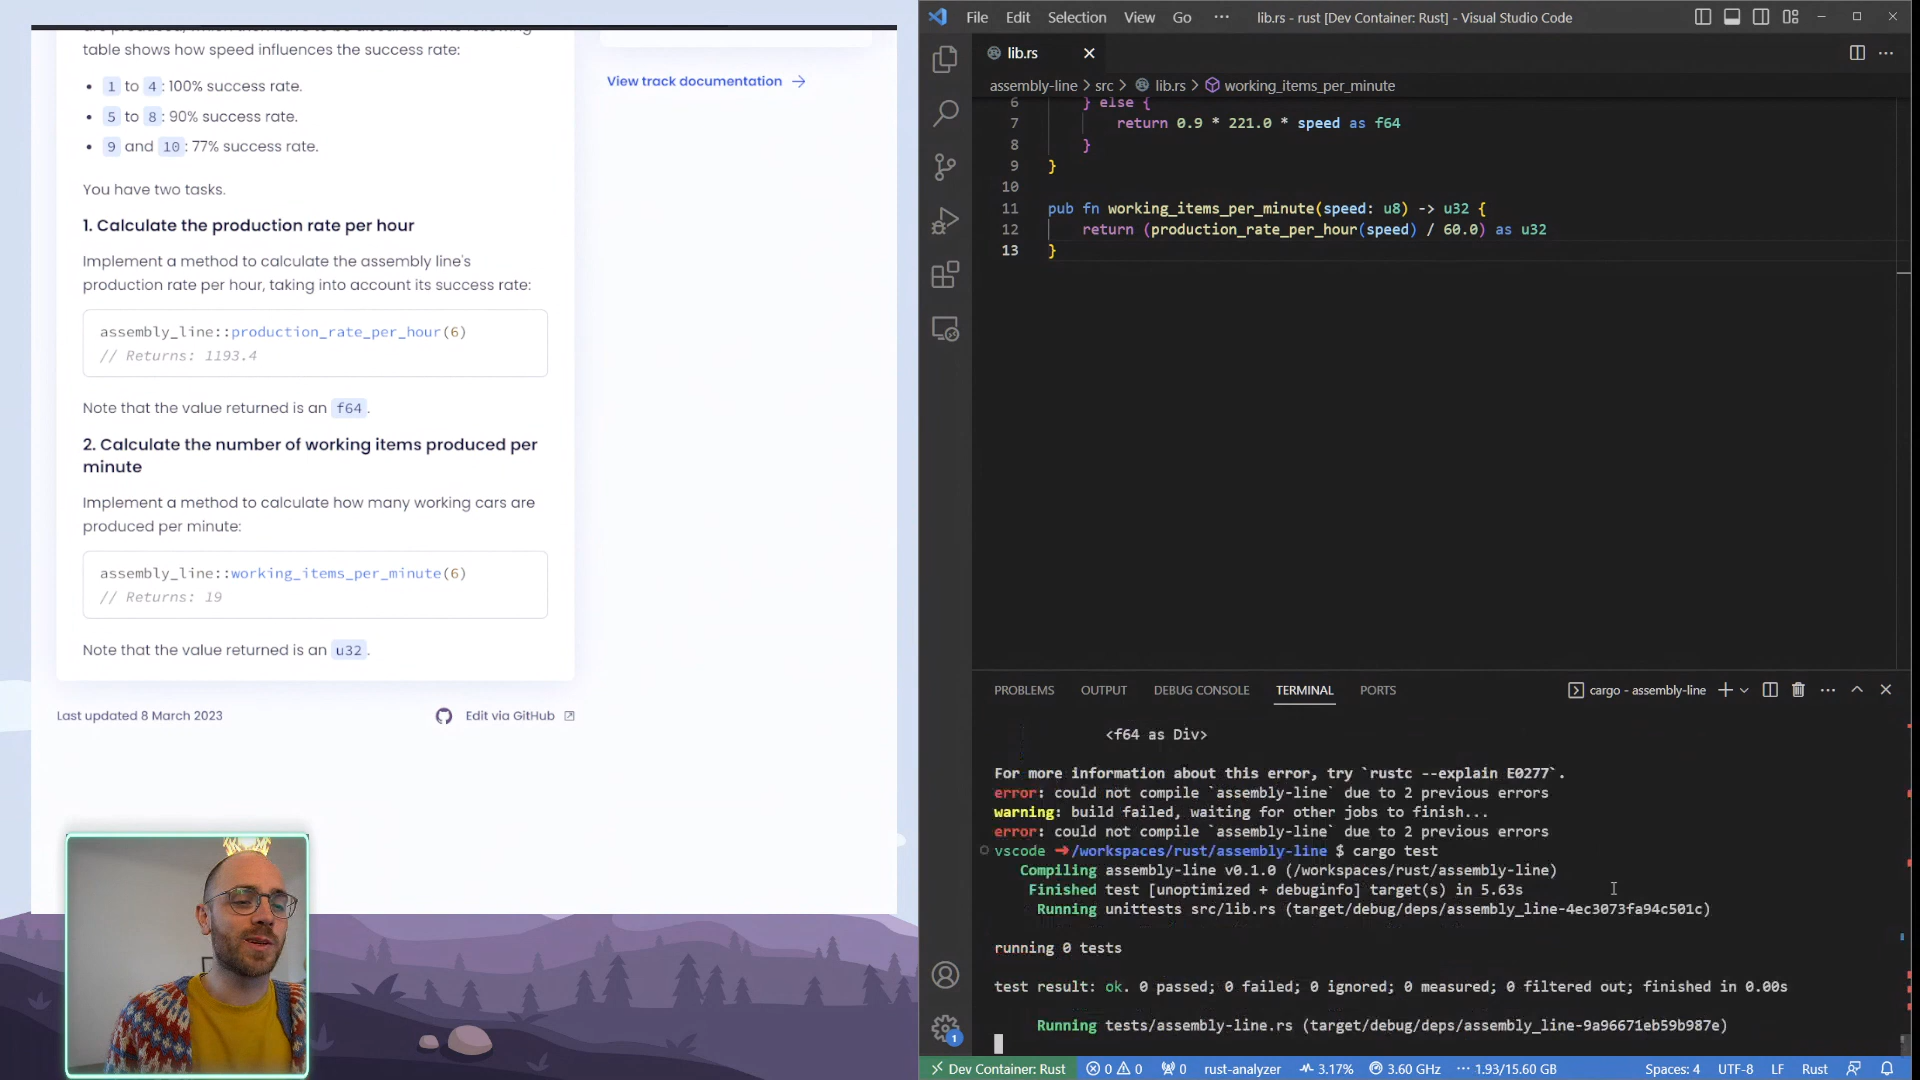 table shows how speed influences the success rate:
1 to 4: 100% success rate.
5 to 8: 90% success rate.
9 and 10: 77% success rate.
You have two tasks.
1. Calculate the production rate per hour
Implement a method to calculate the assembly line's
production rate per hour, taking into account its success rate:
assembly_line::production_rate_per_hour(6)
// Returns: 1193.4
Note that the value returned is an f64.
2. Calculate the number of working items produced per
minute
Implement a method to calculate how many working cars are
produced per minute:
assembly_line::working_items_per_minute(6)
// Returns: 19
Note that the value returned is an u32.
Last updated 8 March 2023
Edit via GitHub
View track documentation
File Edit Selection View Go ··· lib.rs - rust [Dev Container: Rust] - Visual Studio Code
lib.rs
assembly-line > src > lib.rs > working_items_per_minute
6 } else {
7 return 0.9 * 221.0 * speed as f64
8 }
9 }
10
11 pub fn working_items_per_minute(speed: u8) -> u32 {
12 return (production_rate_per_hour(speed) / 60.0) as u32
13 }
PROBLEMS OUTPUT DEBUG CONSOLE TERMINAL PORTS cargo - assembly-line
<f64 as Div>
For more information about this error, try `rustc --explain E0277`.
error: could not compile `assembly-line` due to 2 previous errors
warning: build failed, waiting for other jobs to finish...
error: could not compile `assembly-line` due to 2 previous errors
vscode ➜ /workspaces/rust/assembly-line $ cargo test
Compiling assembly-line v0.1.0 (/workspaces/rust/assembly-line)
Finished test [unoptimized + debuginfo] target(s) in 5.63s
Running unittests src/lib.rs (target/debug/deps/assembly_line-4ec3073fa94c501c)
running 0 tests
test result: ok. 0 passed; 0 failed; 0 ignored; 0 measured; 0 filtered out; finished in 0.00s
Running tests/assembly-line.rs (target/debug/deps/assembly_line-9a96671eb59b987e)
1
Dev Container: Rust 0 0 0 rust-analyzer 3.17% 3.60 GHz ··· 1.93/15.60 GB Spaces: 4 UTF-8 LF Rust